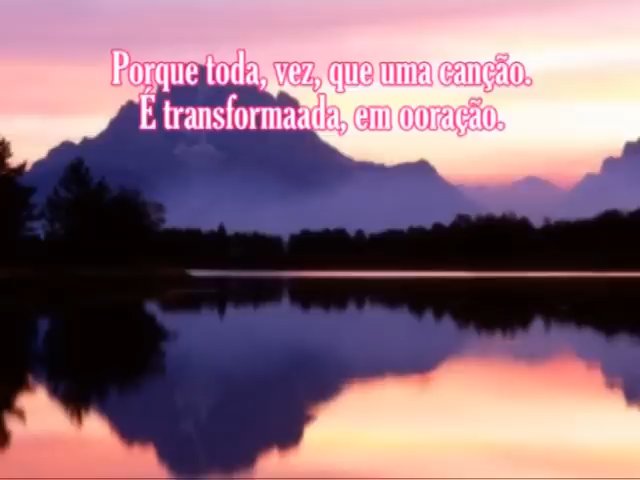 Porque toda, vez, que uma canção.
É transformaada, em ooração.